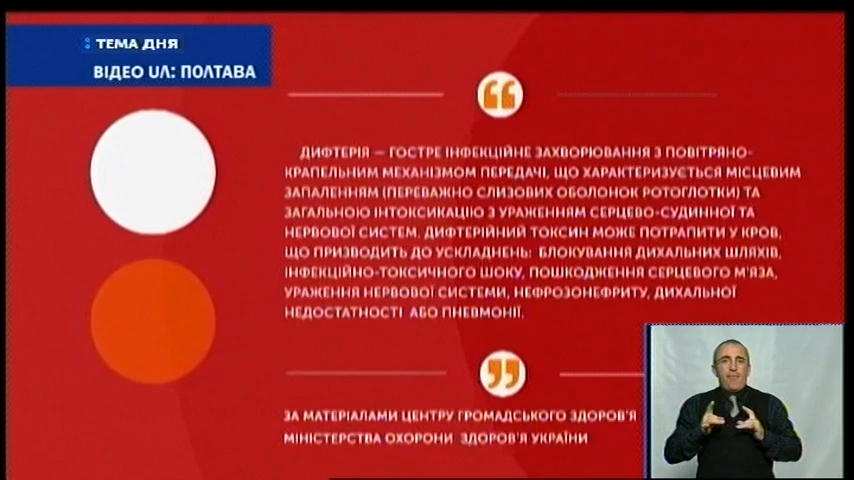 ТЕМА ДНЯ
ВІДЕО UA: ПОЛТАВА
ДИФТЕРІЯ — ГОСТРЕ ІНФЕКЦІЙНЕ ЗАХВОРЮВАННЯ З ПОВІТРЯНО-
КРАПЕЛЬНИМ МЕХАНІЗМОМ ПЕРЕДАЧІ, ЩО ХАРАКТЕРИЗУЄТЬСЯ МІСЦЕВИМ
ЗАПАЛЕННЯМ (ПЕРЕВАЖНО СЛИЗОВИХ ОБОЛОНОК РОТОГЛОТКИ) ТА
ЗАГАЛЬНОЮ ІНТОКСИКАЦІЮ З УРАЖЕННЯМ СЕРЦЕВО-СУДИННОЇ ТА
НЕРВОВОЇ СИСТЕМ. ДИФТЕРІЙНИЙ ТОКСИН МОЖЕ ПОТРАПИТИ У КРОВ,
ЩО ПРИЗВОДИТЬ ДО УСКЛАДНЕНЬ: БЛОКУВАННЯ ДИХАЛЬНИХ ШЛЯХІВ,
ІНФЕКЦІЙНО-ТОКСИЧНОГО ШОКУ, ПОШКОДЖЕННЯ СЕРЦЕВОГО М'ЯЗА,
УРАЖЕННЯ НЕРВОВОЇ СИСТЕМИ, НЕФРОЗОНЕФРИТУ, ДИХАЛЬНОЇ
НЕДОСТАТНОСТІ АБО ПНЕВМОНІЇ.
ЗА МАТЕРІАЛАМИ ЦЕНТРУ ГРОМАДСЬКОГО ЗДОРОВ'Я
МІНІСТЕРСТВА ОХОРОНИ ЗДОРОВ'Я УКРАЇНИ